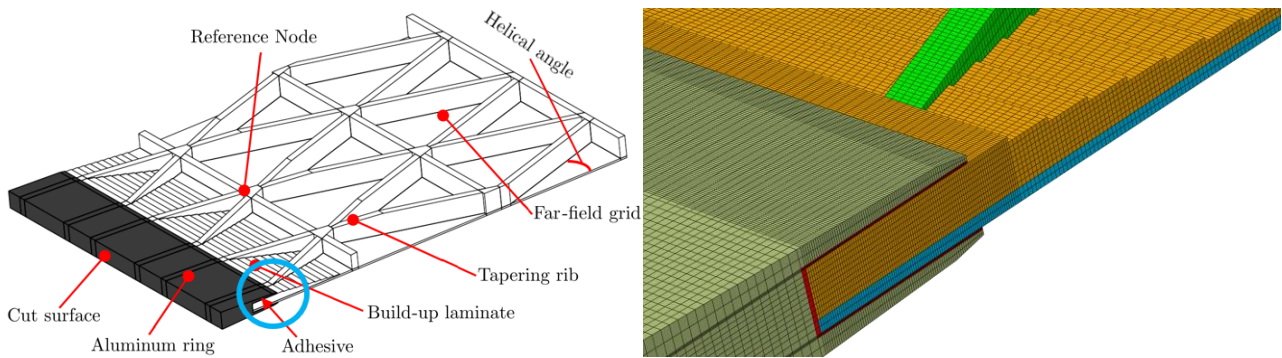 Reference Node
Helical angle
Far-field grid
Tapering rib
Build-up laminate
Cut surface
Aluminum ring
Adhesive